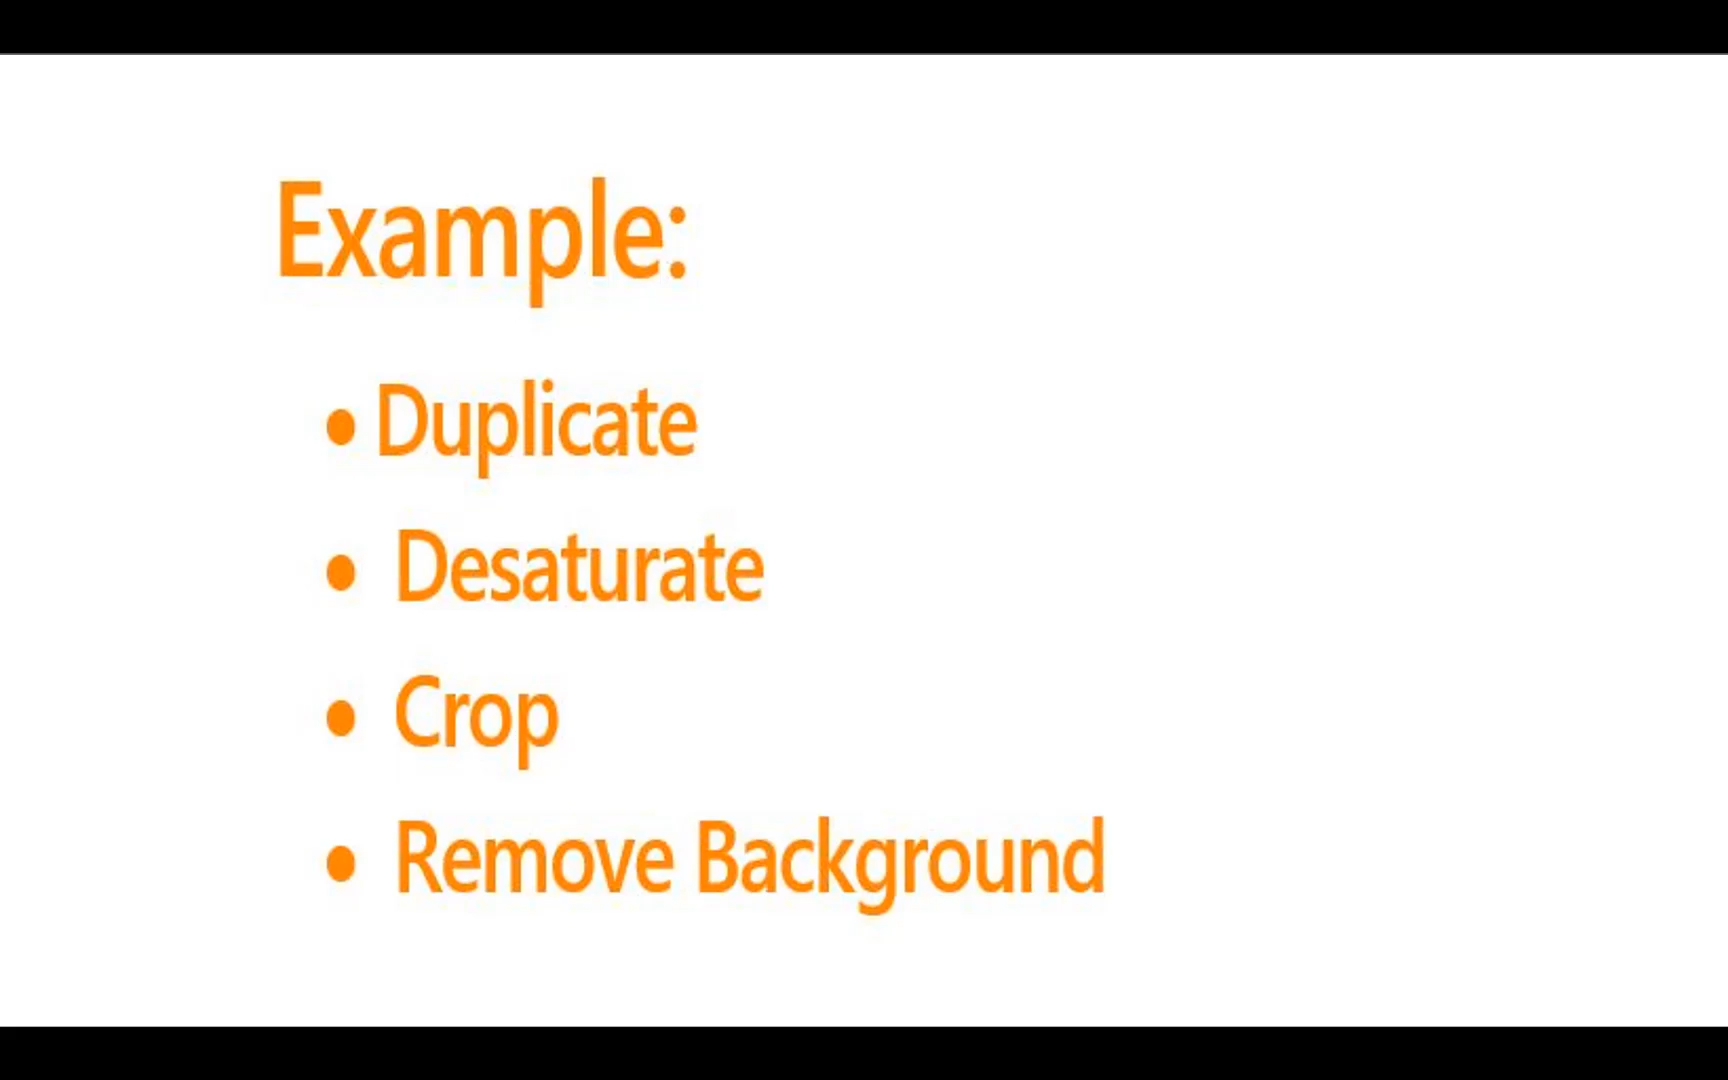 Example:
• Duplicate
• Desaturate
• Crop
• Remove Background